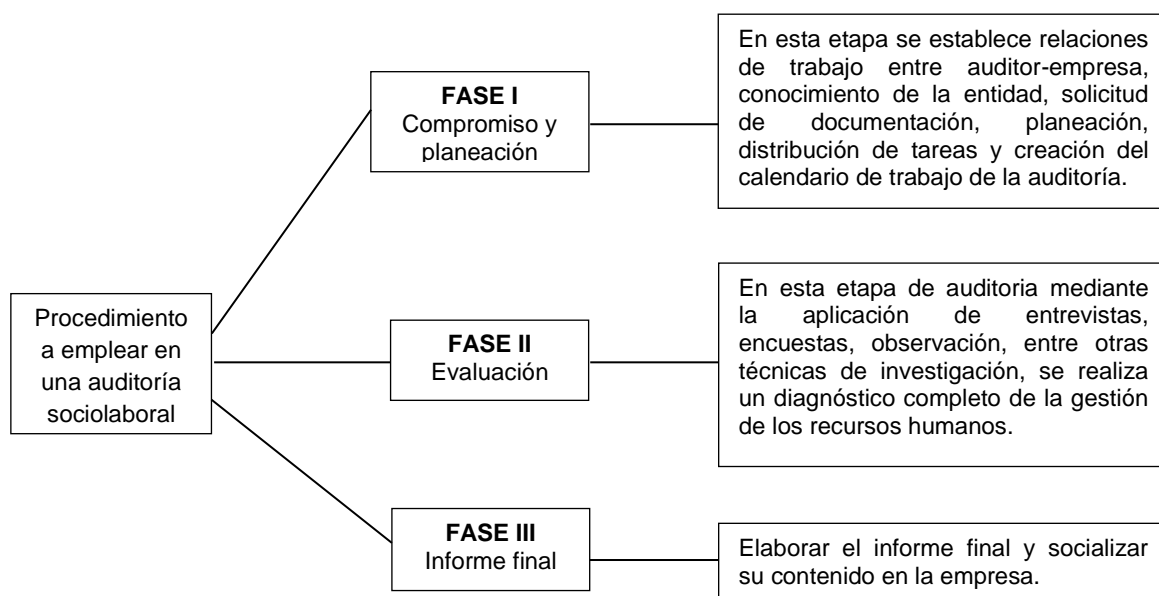 Procedimiento
a emplear en
una auditoría
sociolaboral
FASE I
Compromiso y
planeación
En esta etapa se establece relaciones
de trabajo entre auditor-empresa,
conocimiento de la entidad, solicitud
de documentación, planeación,
distribución de tareas y creación del
calendario de trabajo de la auditoría.
FASE II
Evaluación
En esta etapa de auditoria mediante
la aplicación de entrevistas,
encuestas, observación, entre otras
técnicas de investigación, se realiza
un diagnóstico completo de la gestión
de los recursos humanos.
FASE III
Informe final
Elaborar el informe final y socializar
su contenido en la empresa.